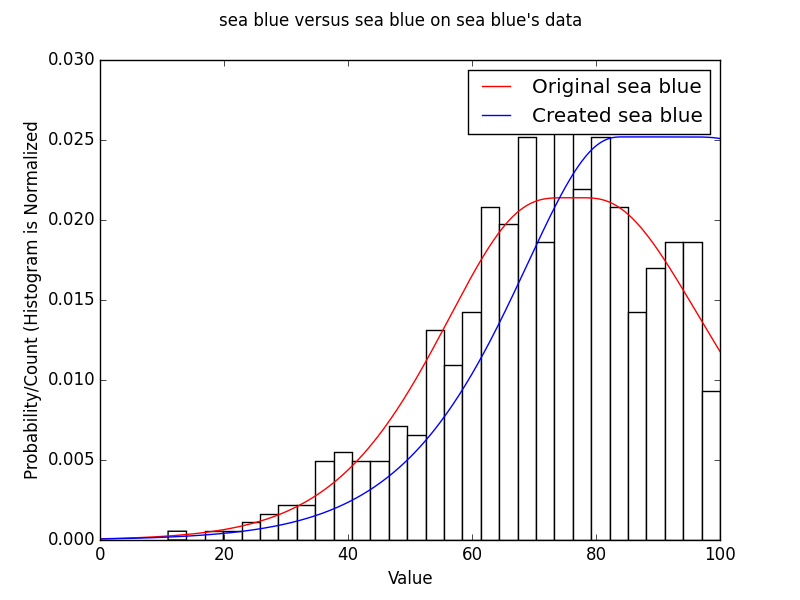 sea blue versus sea blue on sea blue's data
0.030
0.025
0.020
0.015
0.010
0.005
0.000
Probability/Count (Histogram is Normalized
Original sea blue
Created sea blue
0
20
40
60
80
100
Value